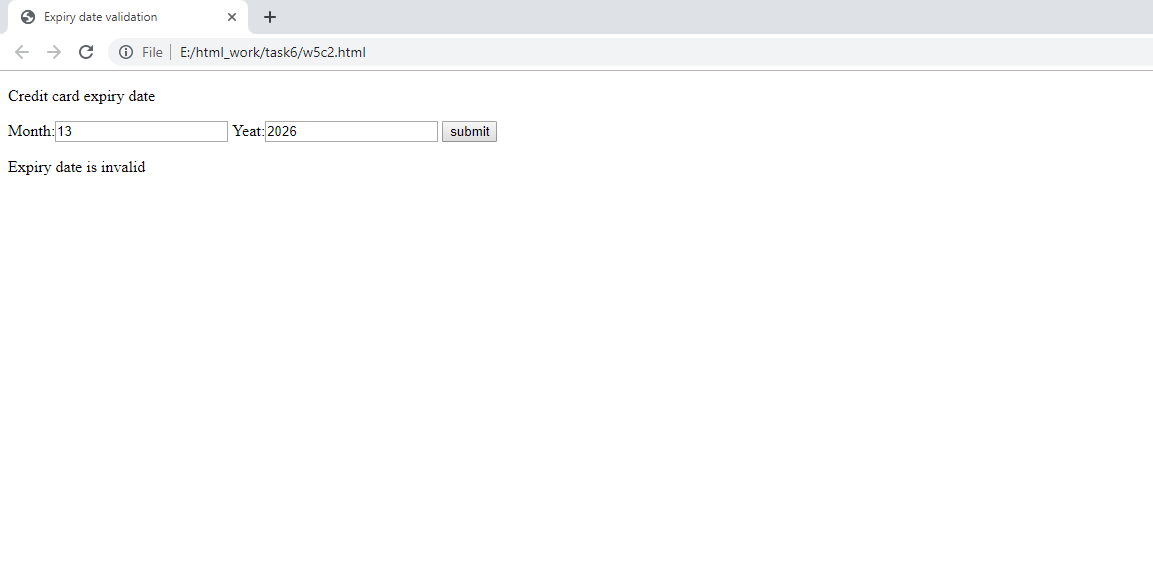 Expiry date validation
File E:/html_work/task6/w5c2.html
Credit card expiry date
Month:13 Yeat:2026 submit
Expiry date is invalid